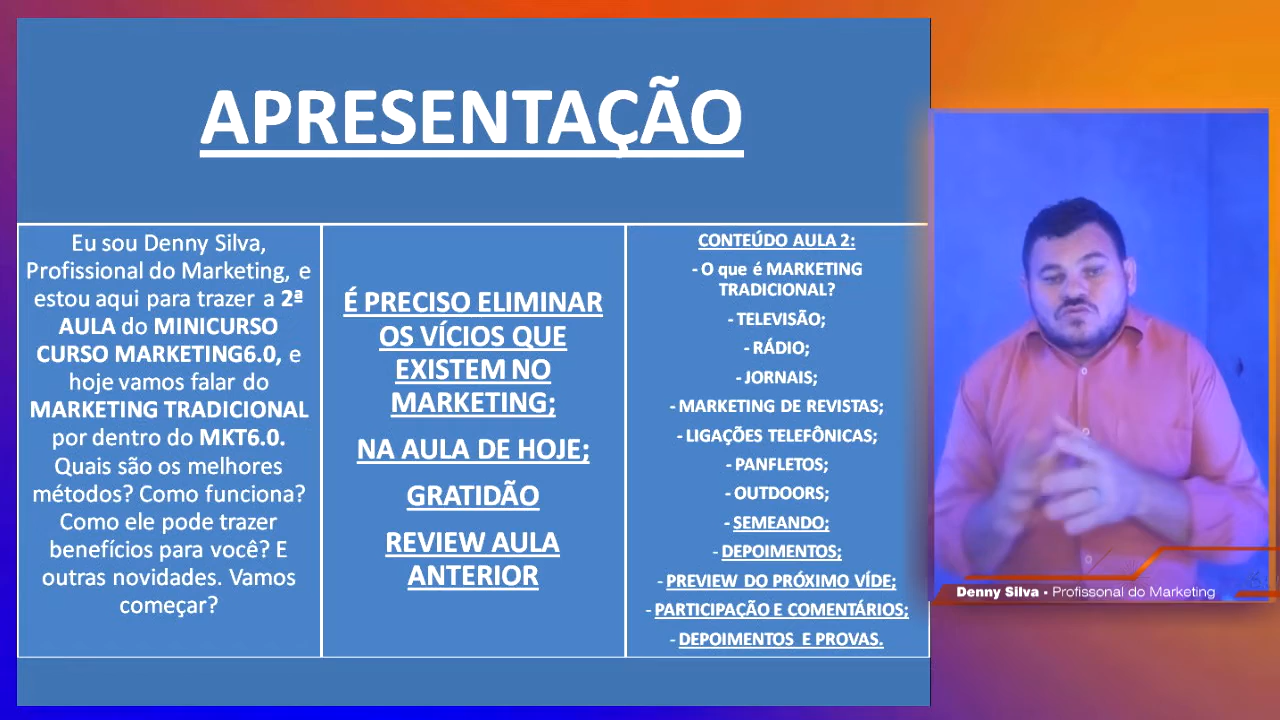 APRESENTAÇÃO
Eu sou Denny Silva,
Profissional do Marketing, e
estou aqui para trazer a 2ª
AULA do MINICURSO
CURSO MARKETING6.0, e
hoje vamos falar do
MARKETING TRADICIONAL
por dentro do MKT6.0.
Quais são os melhores
métodos? Como funciona?
Como ele pode trazer
benefícios para você? E
outras novidades. Vamos
começar?
É PRECISO ELIMINAR
OS VÍCIOS QUE
EXISTEM NO
MARKETING;
NA AULA DE HOJE;
GRATIDÃO
REVIEW AULA
ANTERIOR
CONTEÚDO AULA 2:
- O que é MARKETING
TRADICIONAL?
- TELEVISÃO;
- RÁDIO;
- JORNAIS;
- MARKETING DE REVISTAS;
- LIGAÇÕES TELEFÔNICAS;
- PANFLETOS;
- OUTDOORS;
- SEMEANDO;
- DEPOIMENTOS;
- PREVIEW DO PRÓXIMO VÍDE;
- PARTICIPAÇÃO E COMENTÁRIOS;
- DEPOIMENTOS E PROVAS.
Denny Silva • Profissonal do Marketing